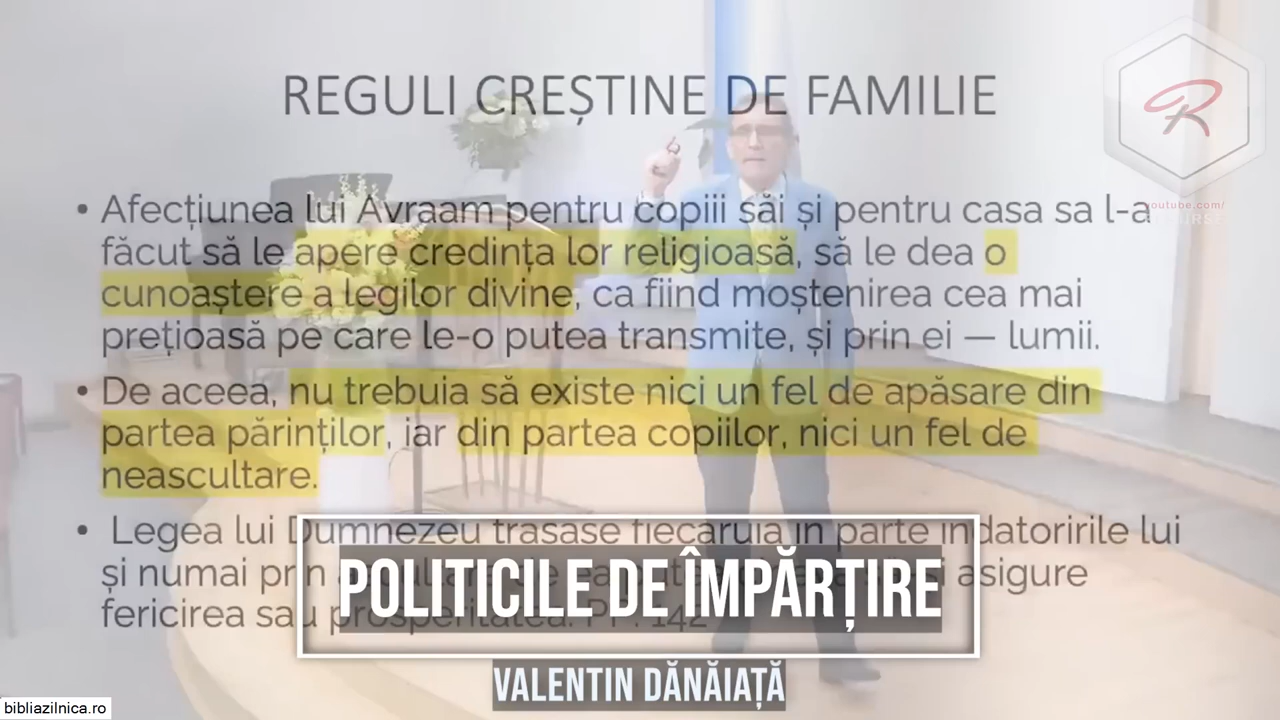 REGULI CREȘTINE DE FAMILIE
• Afecțiunea lui Avraam pentru copiii săi și pentru casa sa l-a
făcut să le apere credința lor religioasă, să le dea o
cunoaștere a legilor divine, ca fiind moștenirea cea mai
prețioasă pe care le-o putea transmite, și prin ei — lumii.
• De aceea, nu trebuia să existe nici un fel de apăsare din
partea părinților, iar din partea copiilor, nici un fel de
neascultare.
• Legea lui Dumnezeu trasase fiecăruia în parte îndatoririle lui
și numai prin asigure
fericirea sau prosperitatea. PP. 142
POLITICILE DE ÎMPĂRȚIRE
VALENTIN DĂNĂIAȚĂ
R
youtube.com/
bibliazilnica.ro